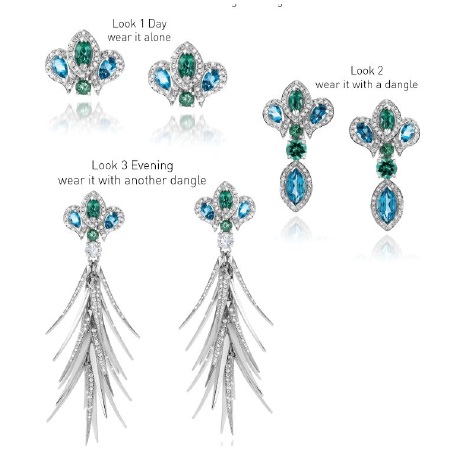 Look 1 Day
wear it alone
Look 2
wear it with a dangle
Look 3 Evening
wear it with another dangle